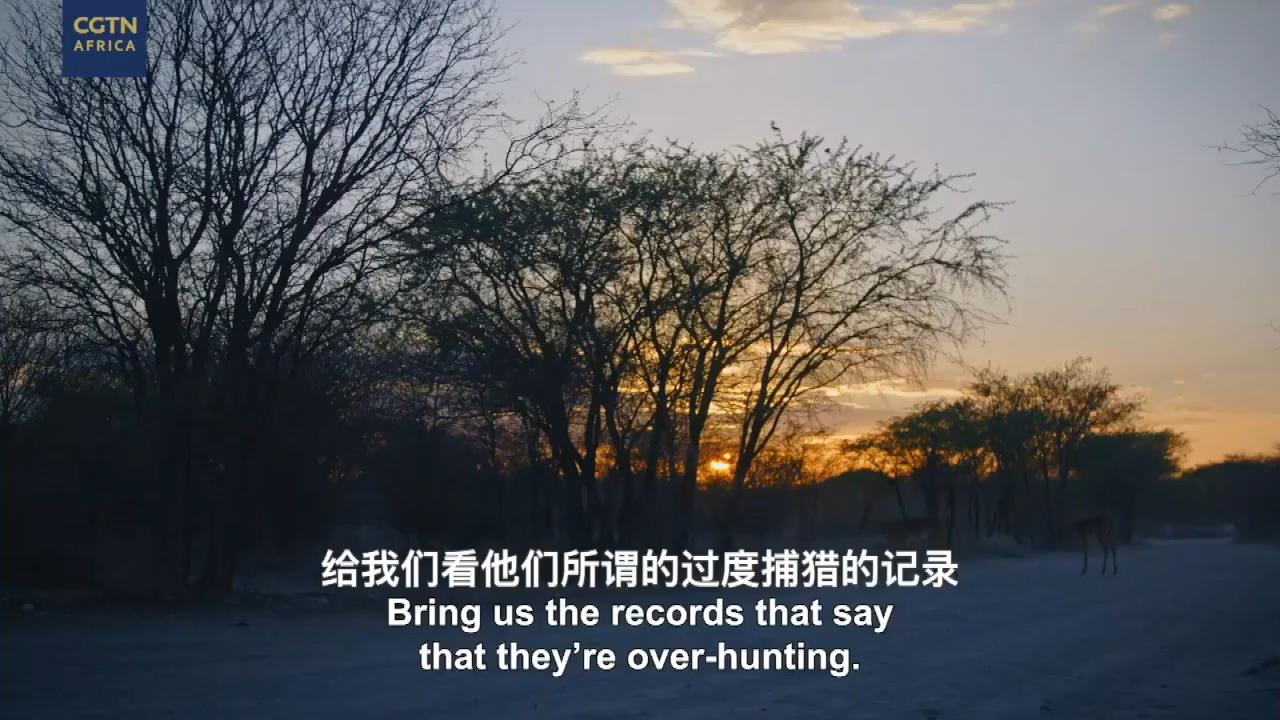 CGTN
AFRICA
给我们看他们所谓的过度捕猎的记录
Bring us the records that say
that they’re over-hunting.